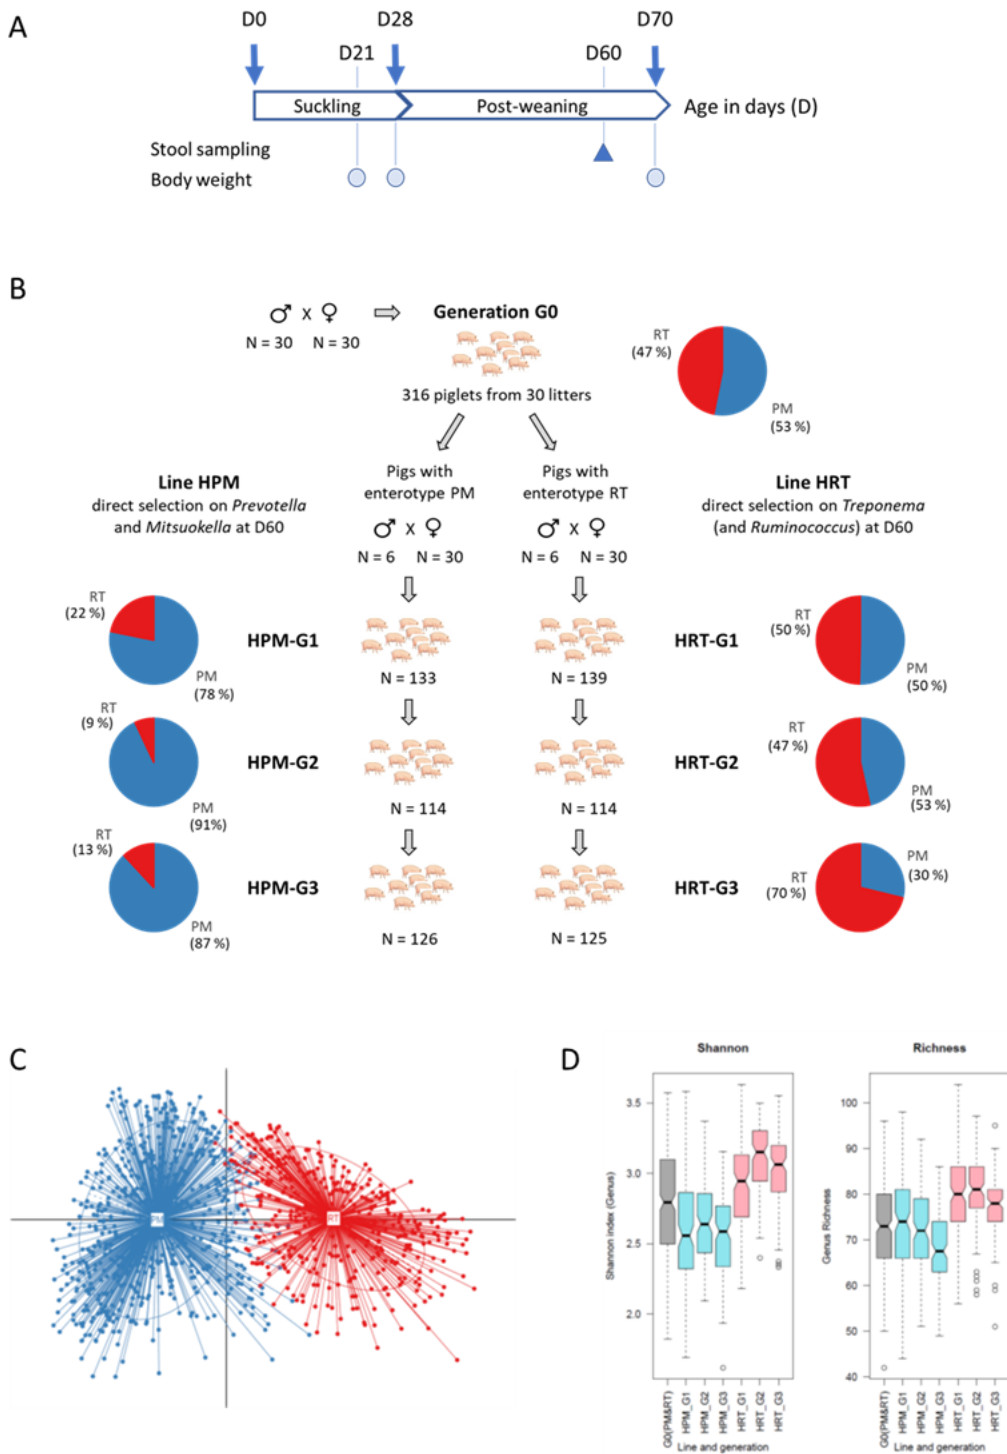 A
D0
D28
D70
D21
D60
Suckling
Post-weaning
Age in days (D)
Stool sampling
Body weight
B
♂ X ♀
N = 30 N = 30
Generation G0
316 piglets from 30 litters
RT
(47 %)
PM
(53 %)
Line HPM
direct selection on Prevotella
and Mitsuokella at D60
Pigs with
enterotype PM
♂ X ♀
N = 6 N = 30
Pigs with
enterotype RT
♂ X ♀
N = 6 N = 30
Line HRT
direct selection on Treponema
(and Ruminococcus) at D60
RT
(22 %)
PM
(78 %)
HPM-G1
N = 133
N = 139
HRT-G1
RT
(50 %)
PM
(50 %)
RT
(9 %)
PM
(91%)
HPM-G2
N = 114
N = 114
HRT-G2
RT
(47 %)
PM
(53 %)
RT
(13 %)
PM
(87 %)
HPM-G3
N = 126
N = 125
HRT-G3
RT
(70 %)
PM
(30 %)
C
PM
RT
D
Shannon
Shannon index (Genus)
3.5
3.0
2.5
2.0
G0(PM&RT)
HPM_G1
HPM_G2
HPM_G3
HRT_G1
HRT_G2
HRT_G3
Line and generation
Richness
Genus Richness
100
90
80
70
60
50
40
G0(PM&RT)
HPM_G1
HPM_G2
HPM_G3
HRT_G1
HRT_G2
HRT_G3
Line and generation